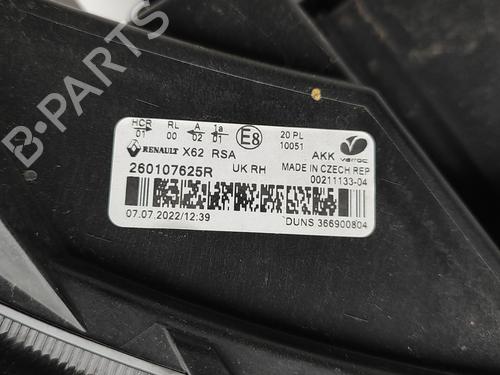 HCR RL A 1a
01 00 02 01
E8
20 PL
10051
AKK
varroc
RENAULT X62 RSA
MADE IN CZECH REP
260107625R UK RH
00211133-04
07.07.2022/12:39
DUNS 366900804
B-PARTS